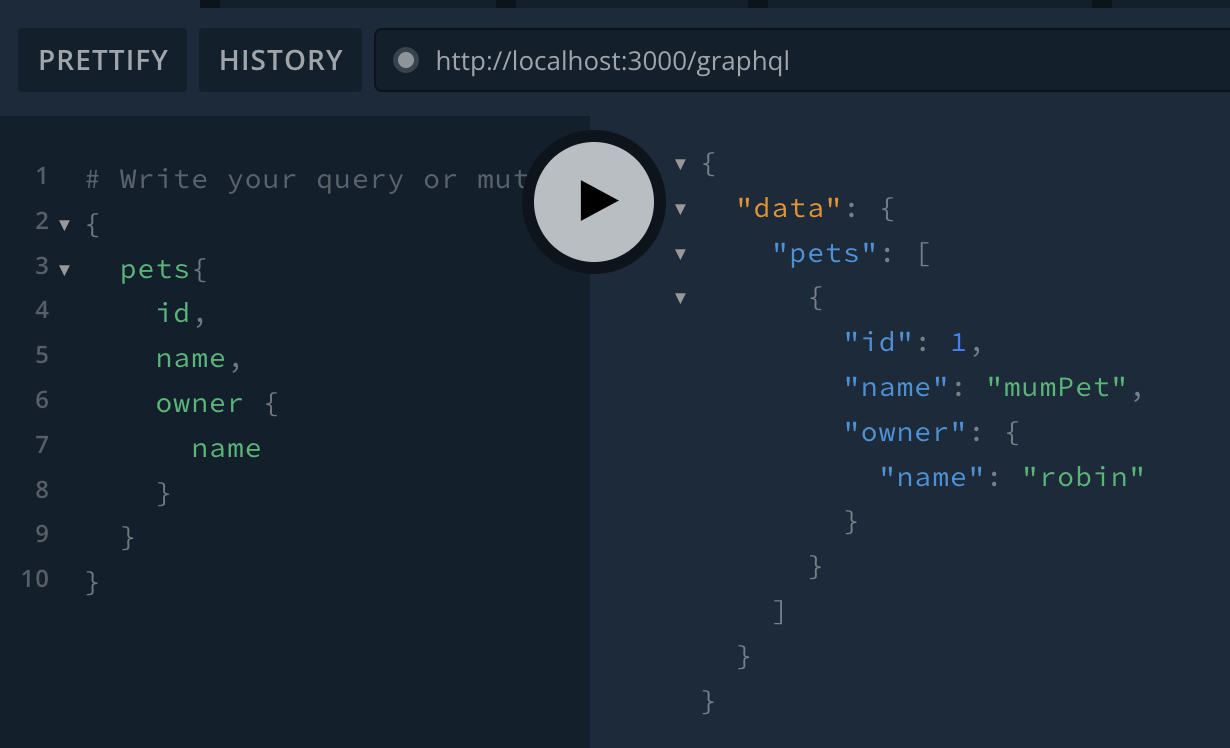 PRETTIFY HISTORY http://localhost:3000/graphql
1 # Write your query or mut
2 {
3 pets{
4 id,
5 name,
6 owner {
7 name
8 }
9 }
10 }
{
"data": {
"pets": [
{
"id": 1,
"name": "mumPet",
"owner": {
"name": "robin"
}
}
]
}
}